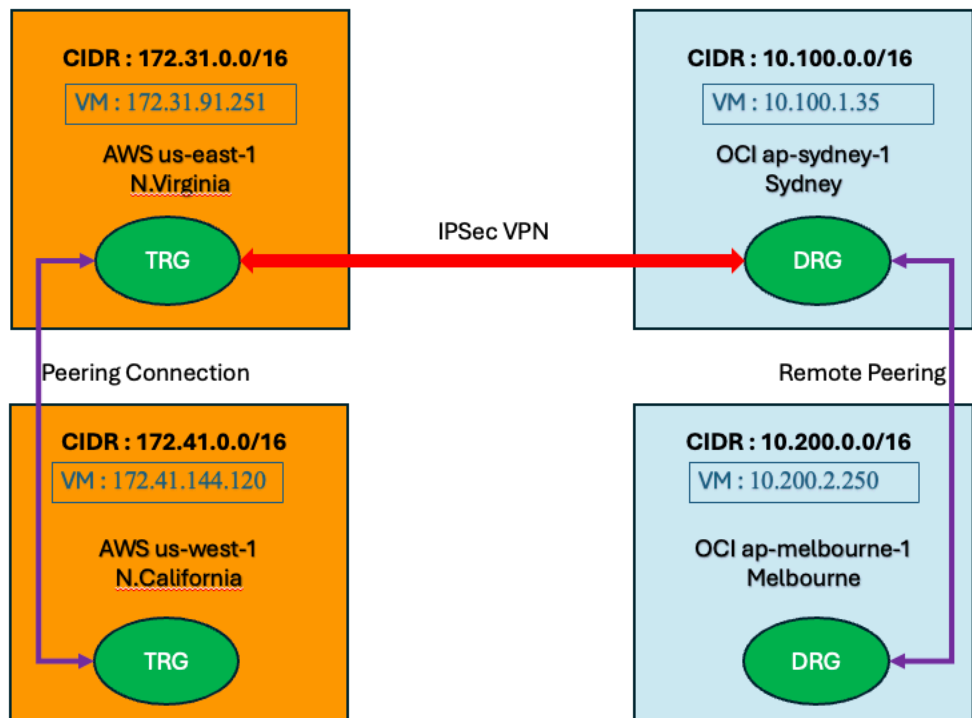 CIDR : 172.31.0.0/16
VM : 172.31.91.251
AWS us-east-1
N.Virginia
TRG
IPSec VPN
CIDR : 10.100.0.0/16
VM : 10.100.1.35
OCI ap-sydney-1
Sydney
DRG
Peering Connection
Remote Peering
CIDR : 172.41.0.0/16
VM : 172.41.144.120
AWS us-west-1
N.California
TRG
CIDR : 10.200.0.0/16
VM : 10.200.2.250
OCI ap-melbourne-1
Melbourne
DRG